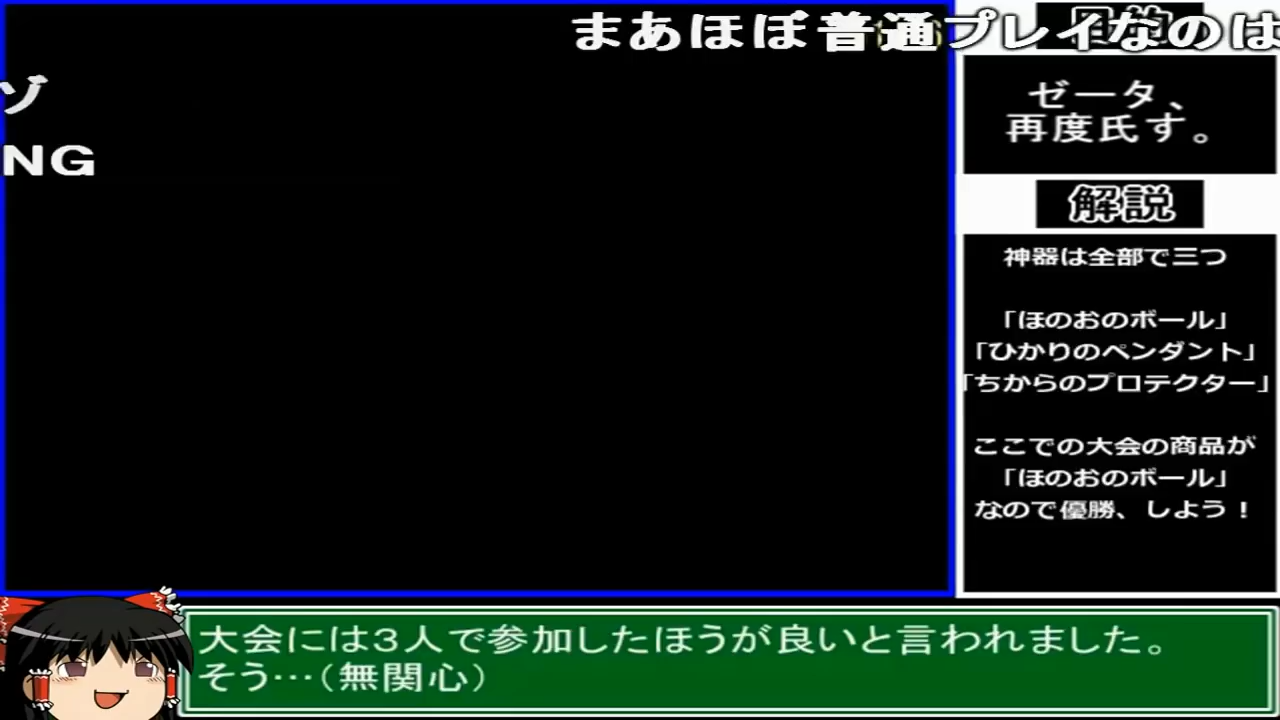 まあほぼ普通プレイなのは
ゾ
NG
ゼータ、
再度氏す。
解説
神器は全部で三つ
「ほのおのボール」
「ひかりのペンダント」
「ちからのプロテクター」
ここでの大会の商品が
「ほのおのボール」
なので優勝、しよう！
大会には３人で参加したほうが良いと言われました。
そう…（無関心）